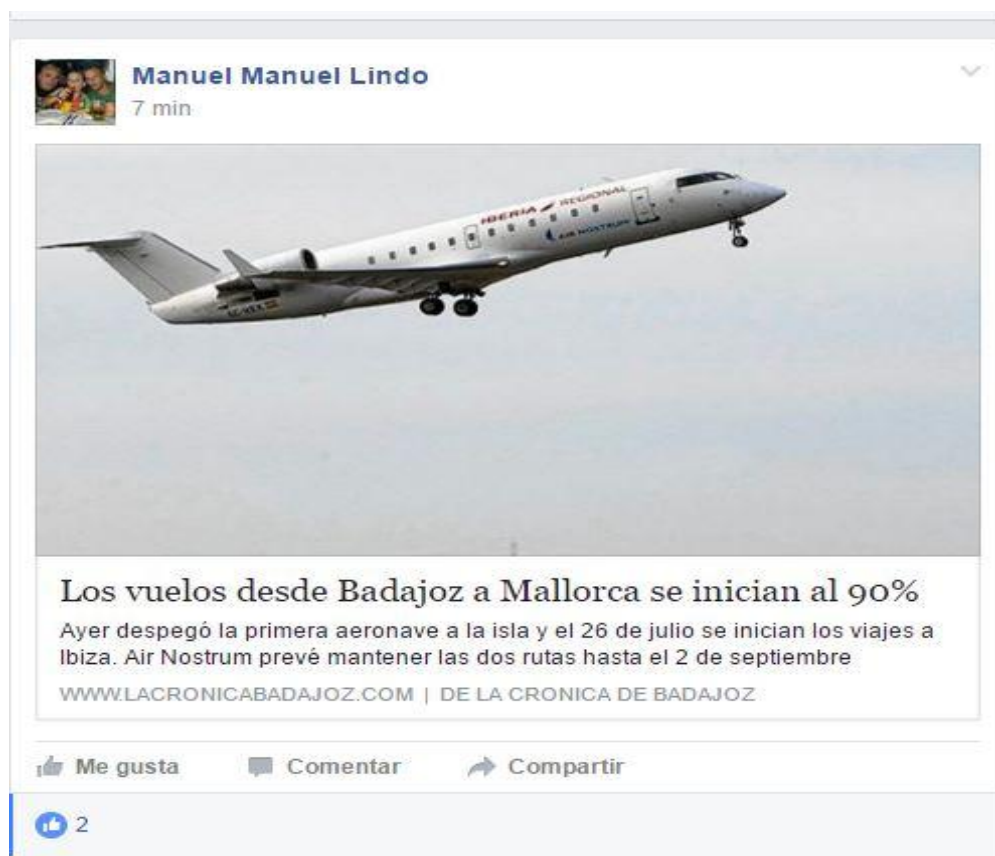 Manuel Manuel Lindo
7 min
IBERIA REGIONAL
AIR NOSTRUM
Los vuelos desde Badajoz a Mallorca se inician al 90%
Ayer despegó la primera aeronave a la isla y el 26 de julio se inician los viajes a
Ibiza. Air Nostrum prevé mantener las dos rutas hasta el 2 de septiembre
WWW.LACRONICABADAJOZ.COM | DE LA CRONICA DE BADAJOZ
Me gusta Comentar Compartir
2